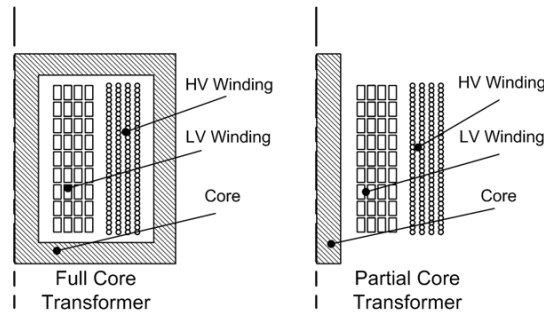 HV Winding
LV Winding
Core
Full Core
Transformer
HV Winding
LV Winding
Core
Partial Core
Transformer